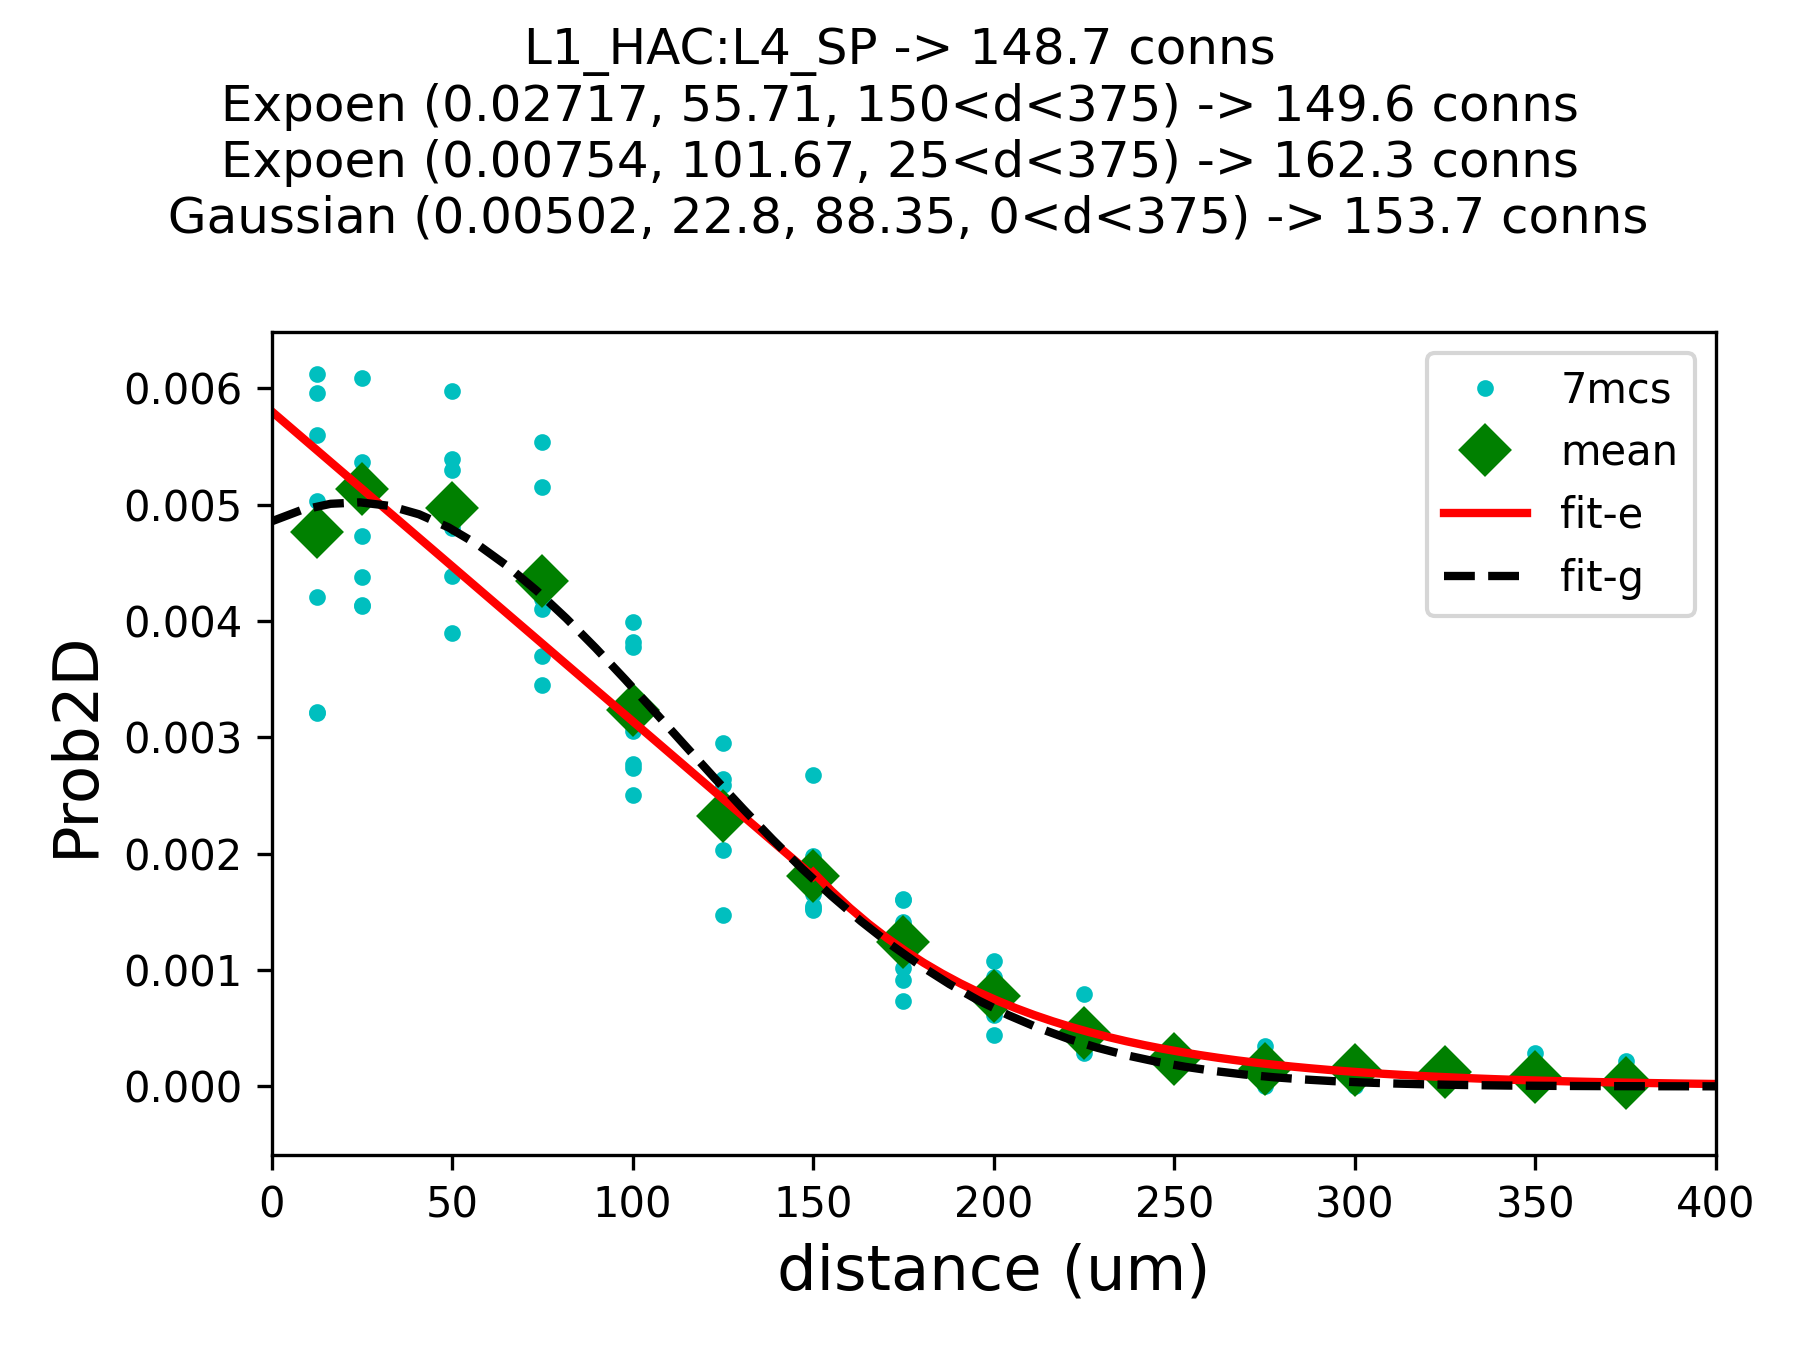 L1_HAC:L4_SP -> 148.7 conns
Expoen (0.02717, 55.71, 150<d<375) -> 149.6 conns
Expoen (0.00754, 101.67, 25<d<375) -> 162.3 conns
Gaussian (0.00502, 22.8, 88.35, 0<d<375) -> 153.7 conns
7mcs
mean
fit-e
fit-g
Prob2D
0.006
0.005
0.004
0.003
0.002
0.001
0.000
0 50 100 150 200 250 300 350 400
distance (um)